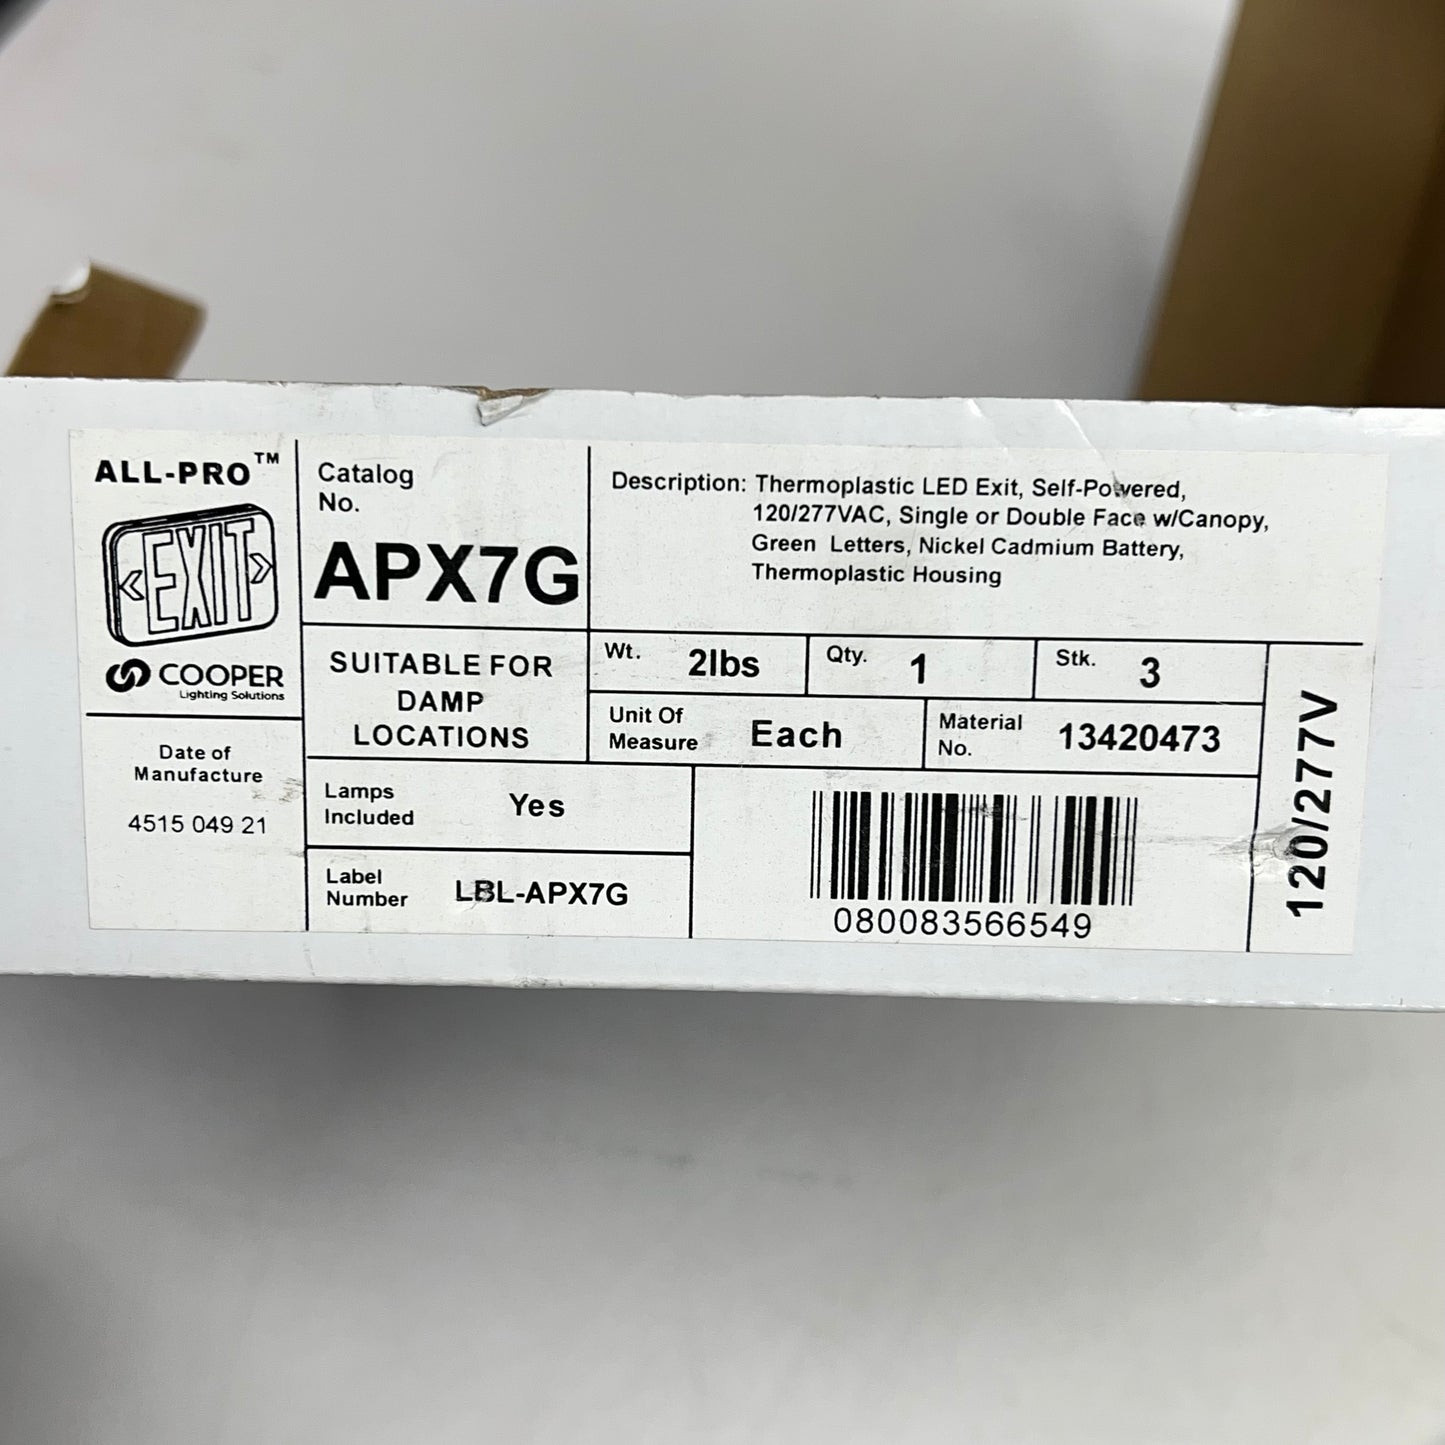 ALL-PRO™
EXIT
COOPER
Lighting Solutions
Date of
Manufacture
4515 049 21
Catalog
No.
APX7G
SUITABLE FOR
DAMP
LOCATIONS
Lamps
Included
Yes
Label
Number
LBL-APX7G
Description: Thermoplastic LED Exit, Self-Powered,
120/277VAC, Single or Double Face w/Canopy,
Green Letters, Nickel Cadmium Battery,
Thermoplastic Housing
Wt. 2lbs
Qty. 1
Stk. 3
Unit Of
Measure
Each
Material
No.
13420473
080083566549
120/277V